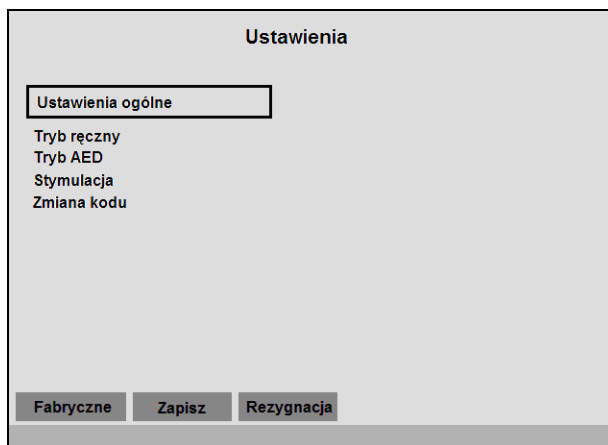 Ustawienia
Ustawienia ogólne
Tryb ręczny
Tryb AED
Stymulacja
Zmiana kodu
Fabryczne Zapisz Rezygnacja